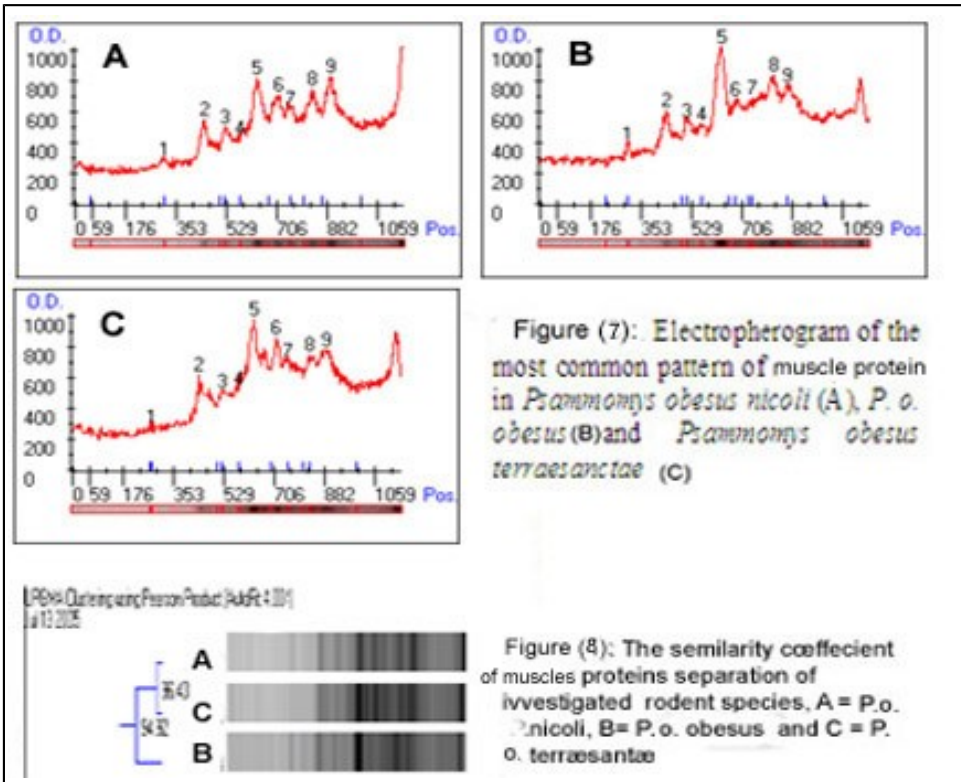 O.D.
A
1000
800
600
400
200
0
1 2 3 4 5 6 7 8 9
0 59 176 353 529 706 882 1059 Pos.
O.D.
B
1000
800
600
400
200
0
1 2 3 4 5 6 7 8 9
0 59 176 353 529 706 882 1059 Pos.
O.D.
C
1000
800
600
400
200
0
1 2 3 4 5 6 7 8 9
0 59 176 353 529 706 882 1059 Pos.
Figure (7): Electropherogram of the
most common pattern of muscle protein
in Psammomys obesus nicoli (A), P. o.
obesus (B) and Psammomys obesus
terraesanctae (C)
A
C
B
Figure (8): The semilarity coeffecient
of muscles proteins separation of
ivvestigated rodent species, A = P.o.
nicoli, B= P. o. obesus and C = P.
o. terraesantae